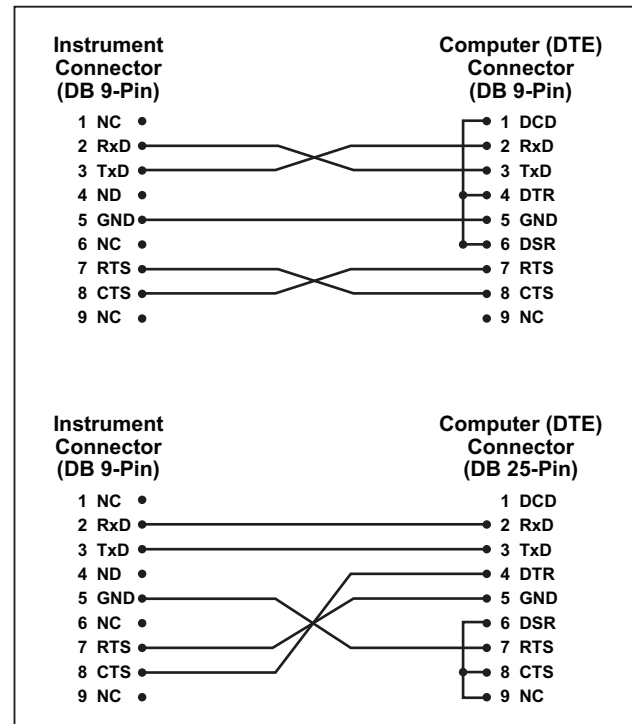 Instrument
Connector
(DB 9-Pin)
Computer (DTE)
Connector
(DB 9-Pin)
1 NC
2 RxD
3 TxD
4 ND
5 GND
6 NC
7 RTS
8 CTS
9 NC
1 DCD
2 RxD
3 TxD
4 DTR
5 GND
6 DSR
7 RTS
8 CTS
9 NC
Instrument
Connector
(DB 9-Pin)
Computer (DTE)
Connector
(DB 25-Pin)
1 NC
2 RxD
3 TxD
4 ND
5 GND
6 NC
7 RTS
8 CTS
9 NC
1 DCD
2 RxD
3 TxD
4 DTR
5 GND
6 DSR
7 RTS
8 CTS
9 NC